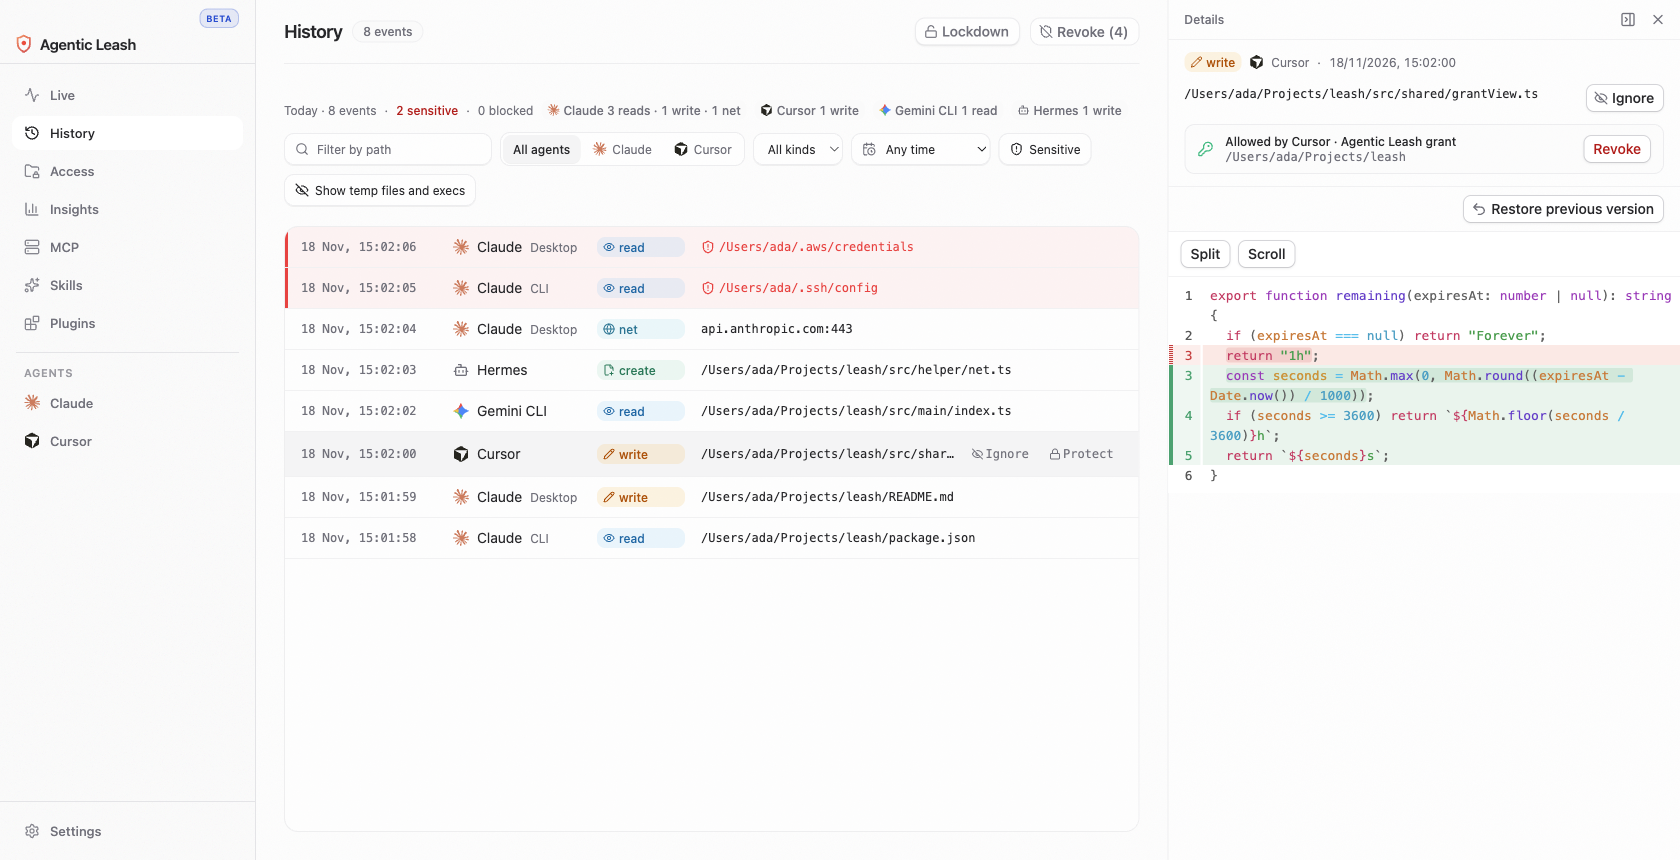 BETA
Agentic Leash
Live
History
Access
Insights
MCP
Skills
Plugins
AGENTS
Claude
Cursor
Settings
History 8 events
Lockdown
Revoke (4)
Today · 8 events · 2 sensitive · 0 blocked Claude 3 reads · 1 write · 1 net Cursor 1 write Gemini CLI 1 read Hermes 1 write
Filter by path
All agents Claude Cursor
All kinds
Any time
Sensitive
Show temp files and execs
18 Nov, 15:02:06 Claude Desktop read /Users/ada/.aws/credentials
18 Nov, 15:02:05 Claude CLI read /Users/ada/.ssh/config
18 Nov, 15:02:04 Claude Desktop net api.anthropic.com:443
18 Nov, 15:02:03 Hermes create /Users/ada/Projects/leash/src/helper/net.ts
18 Nov, 15:02:02 Gemini CLI read /Users/ada/Projects/leash/src/main/index.ts
18 Nov, 15:02:00 Cursor write /Users/ada/Projects/leash/src/shar… Ignore Protect
18 Nov, 15:01:59 Claude Desktop write /Users/ada/Projects/leash/README.md
18 Nov, 15:01:58 Claude CLI read /Users/ada/Projects/leash/package.json
Details
write Cursor · 18/11/2026, 15:02:00
/Users/ada/Projects/leash/src/shared/grantView.ts
Ignore
Allowed by Cursor · Agentic Leash grant
/Users/ada/Projects/leash
Revoke
Restore previous version
Split Scroll
1 export function remaining(expiresAt: number | null): string
{
2 if (expiresAt === null) return "Forever";
3 return "1h";
3 const seconds = Math.max(0, Math.round((expiresAt -
Date.now()) / 1000));
4 if (seconds >= 3600) return `${Math.floor(seconds /
3600)}h`;
5 return `${seconds}s`;
6 }